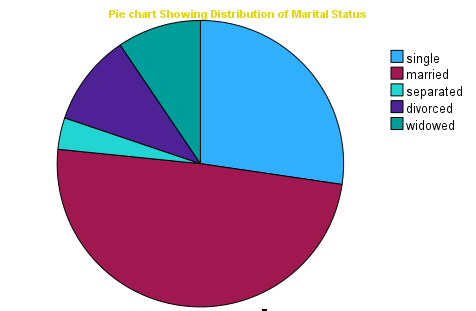 Pie chart Showing Distribution of Marital Status
single
married
separated
divorced
widowed